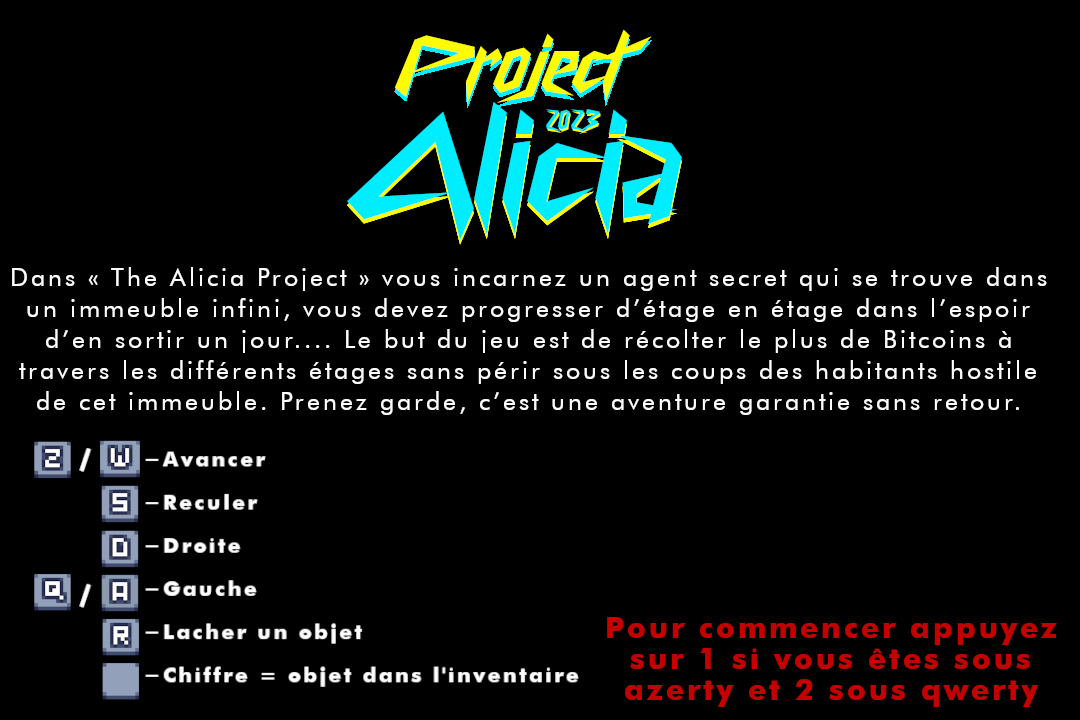 Project
2023
Alicia
Dans « The Alicia Project » vous incarnez un agent secret qui se trouve dans
un immeuble infini, vous devez progresser d’étage en étage dans l’espoir
d’en sortir un jour.... Le but du jeu est de récolter le plus de Bitcoins à
travers les différents étages sans périr sous les coups des habitants hostile
de cet immeuble. Prenez garde, c’est une aventure garantie sans retour.
Z / W – Avancer
S – Reculer
D – Droite
Q / A – Gauche
R – Lacher un objet
– Chiffre = objet dans l'inventaire
Pour commencer appuyez
sur 1 si vous êtes sous
azerty et 2 sous qwerty